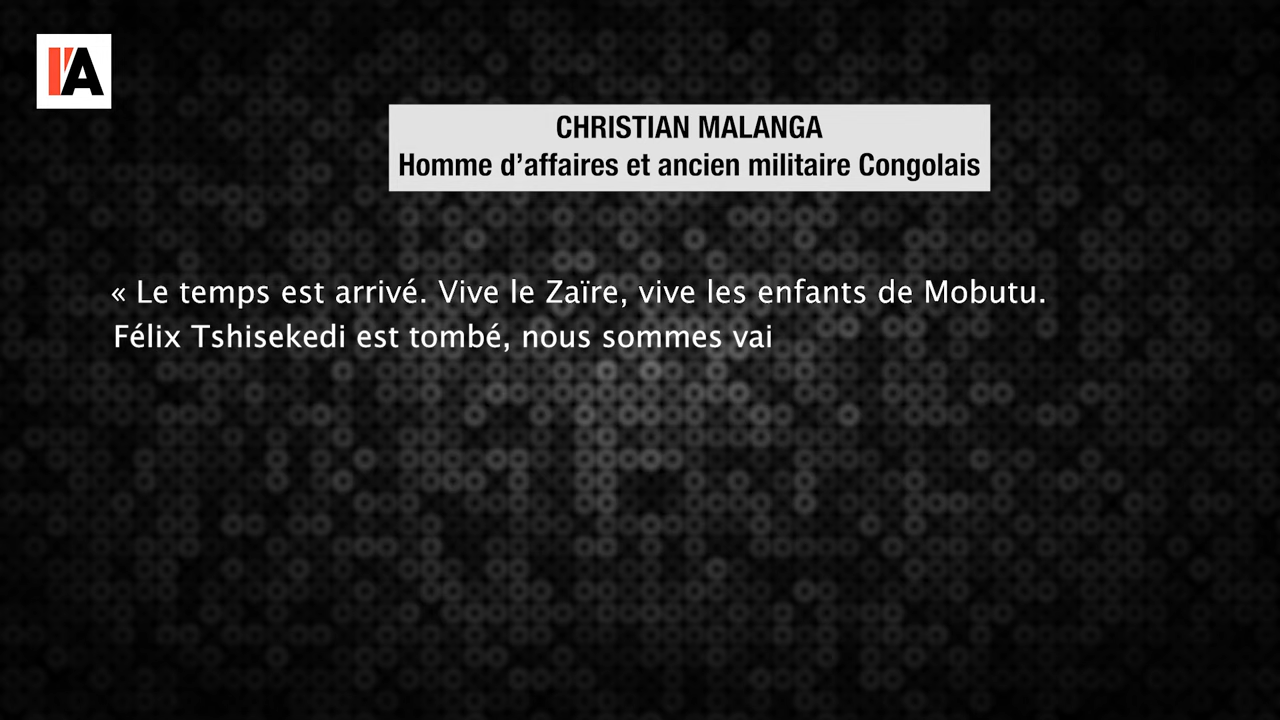 l'A
CHRISTIAN MALANGA
Homme d’affaires et ancien militaire Congolais
« Le temps est arrivé. Vive le Zaïre, vive les enfants de Mobutu.
Félix Tshisekedi est tombé, nous sommes vai